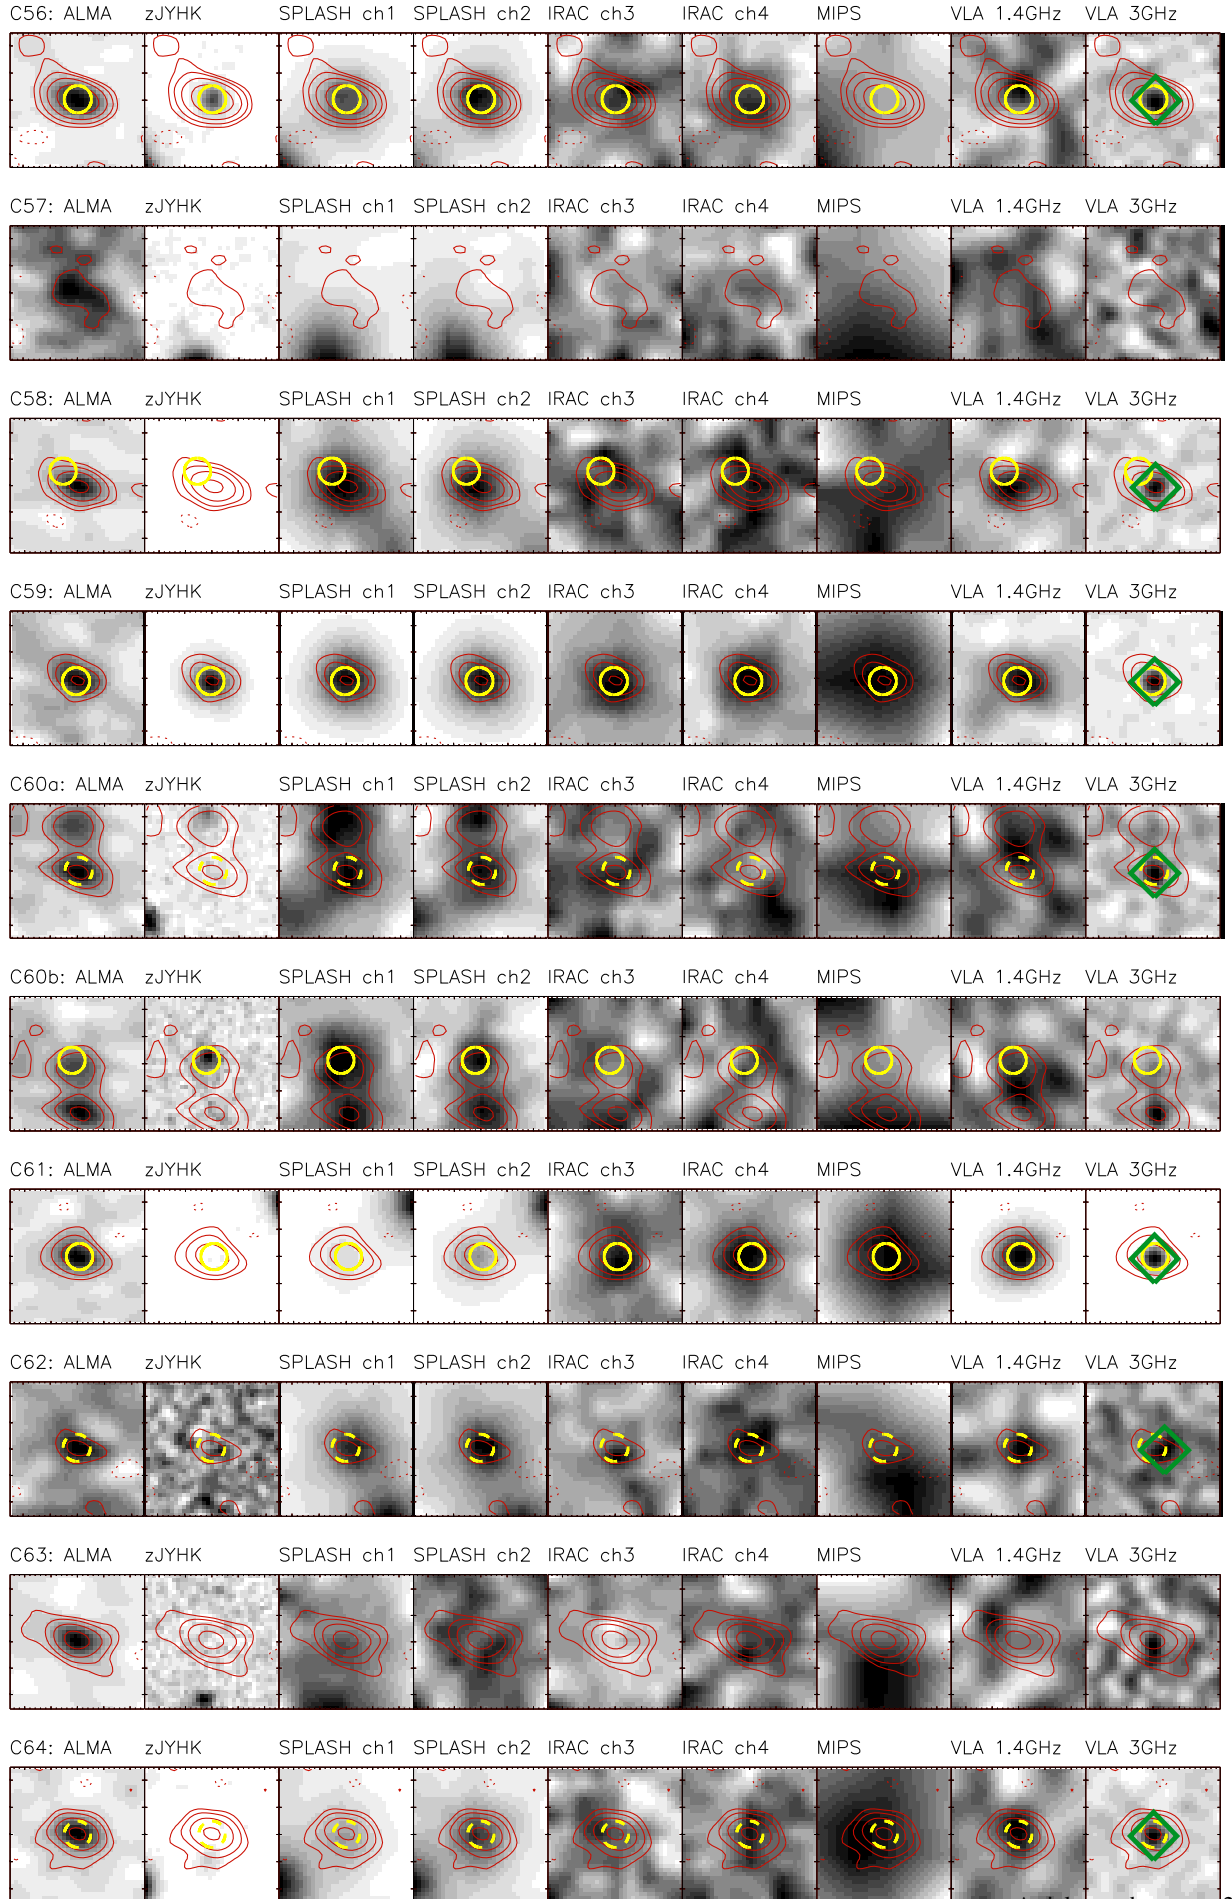 C56: ALMA zJYHK SPLASH ch1 SPLASH ch2 IRAC ch3 IRAC ch4 MIPS VLA 1.4GHz VLA 3GHz
C57: ALMA zJYHK SPLASH ch1 SPLASH ch2 IRAC ch3 IRAC ch4 MIPS VLA 1.4GHz VLA 3GHz
C58: ALMA zJYHK SPLASH ch1 SPLASH ch2 IRAC ch3 IRAC ch4 MIPS VLA 1.4GHz VLA 3GHz
C59: ALMA zJYHK SPLASH ch1 SPLASH ch2 IRAC ch3 IRAC ch4 MIPS VLA 1.4GHz VLA 3GHz
C60a: ALMA zJYHK SPLASH ch1 SPLASH ch2 IRAC ch3 IRAC ch4 MIPS VLA 1.4GHz VLA 3GHz
C60b: ALMA zJYHK SPLASH ch1 SPLASH ch2 IRAC ch3 IRAC ch4 MIPS VLA 1.4GHz VLA 3GHz
C61: ALMA zJYHK SPLASH ch1 SPLASH ch2 IRAC ch3 IRAC ch4 MIPS VLA 1.4GHz VLA 3GHz
C62: ALMA zJYHK SPLASH ch1 SPLASH ch2 IRAC ch3 IRAC ch4 MIPS VLA 1.4GHz VLA 3GHz
C63: ALMA zJYHK SPLASH ch1 SPLASH ch2 IRAC ch3 IRAC ch4 MIPS VLA 1.4GHz VLA 3GHz
C64: ALMA zJYHK SPLASH ch1 SPLASH ch2 IRAC ch3 IRAC ch4 MIPS VLA 1.4GHz VLA 3GHz